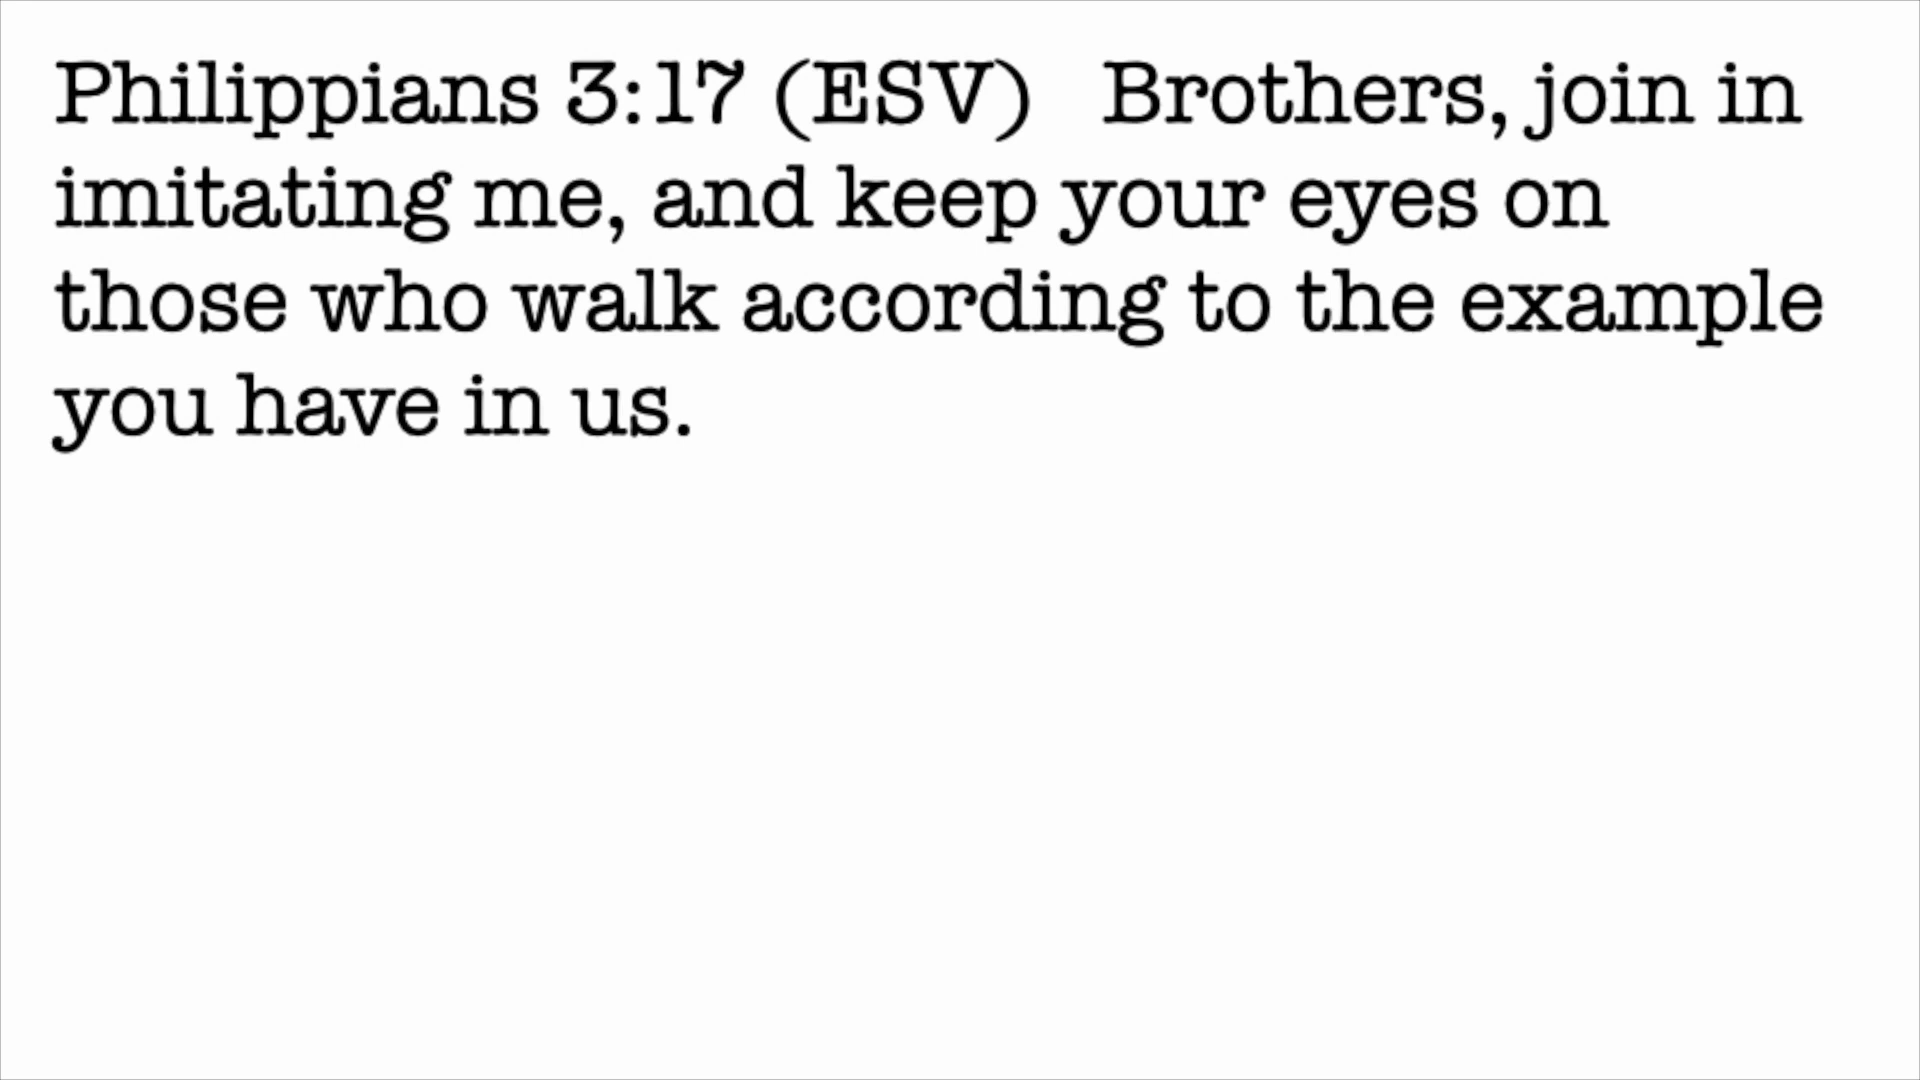 Philippians 3:17 (ESV)   Brothers, join in
imitating me, and keep your eyes on
those who walk according to the example
you have in us.